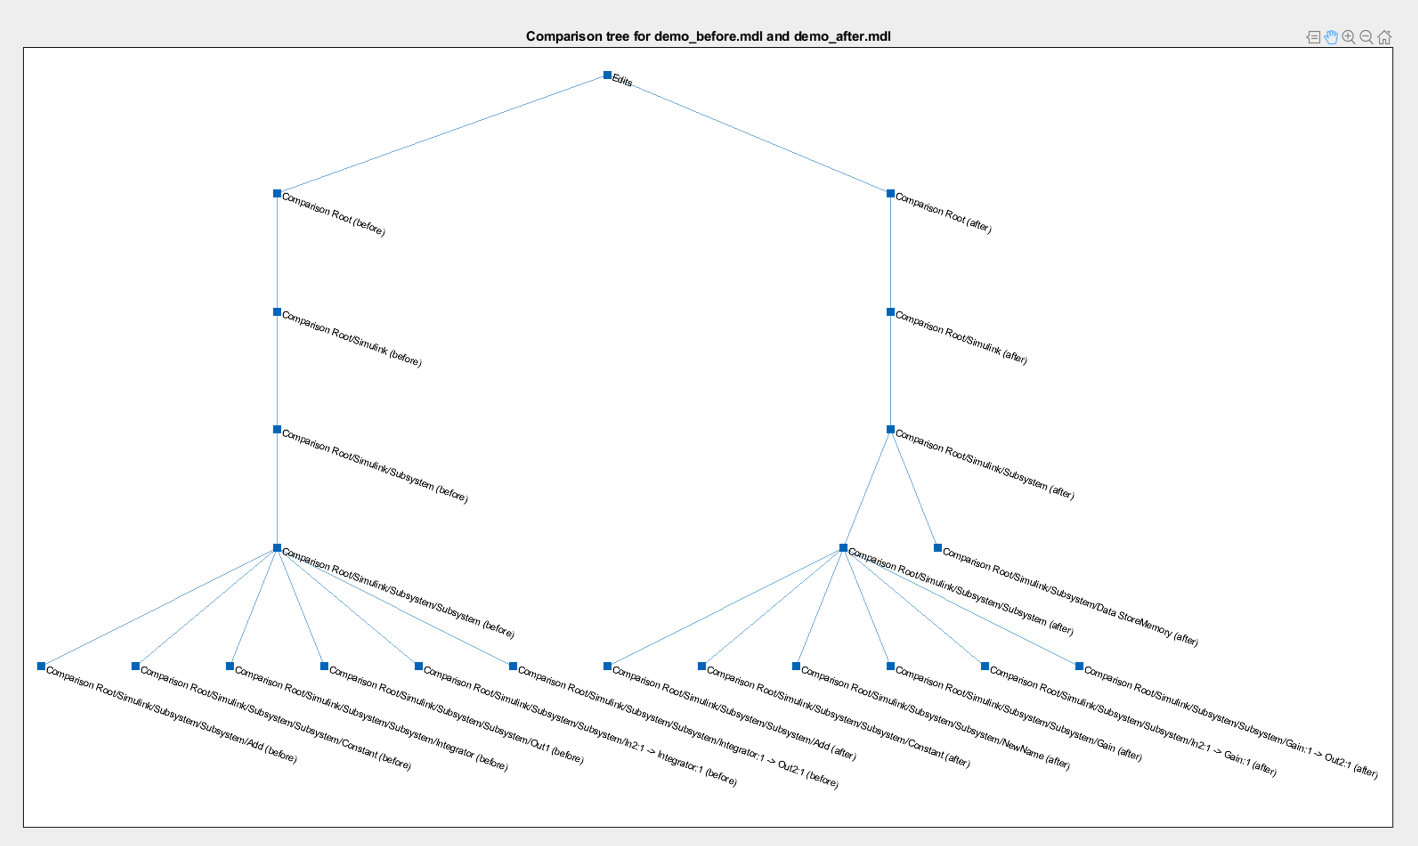 Comparison tree for demo_before.mdl and demo_after.mdl
Edits
Comparison Root (before)
Comparison Root (after)
Comparison Root/Simulink (before)
Comparison Root/Simulink (after)
Comparison Root/Simulink/Subsystem (before)
Comparison Root/Simulink/Subsystem (after)
Comparison Root/Simulink/Subsystem/Subsystem (before)
Comparison Root/Simulink/Subsystem/Subsystem (after)
Comparison Root/Simulink/Subsystem/Data StoreMemory (after)
Comparison Root/Simulink/Subsystem/Subsystem/Add (before)
Comparison Root/Simulink/Subsystem/Subsystem/Constant (before)
Comparison Root/Simulink/Subsystem/Subsystem/Integrator (before)
Comparison Root/Simulink/Subsystem/Subsystem/Out1 (before)
Comparison Root/Simulink/Subsystem/Subsystem/In2:1 -> Integrator:1 (before)
Comparison Root/Simulink/Subsystem/Subsystem/Integrator:1 -> Out2:1 (before)
Comparison Root/Simulink/Subsystem/Subsystem/Add (after)
Comparison Root/Simulink/Subsystem/Subsystem/Constant (after)
Comparison Root/Simulink/Subsystem/Subsystem/NewName (after)
Comparison Root/Simulink/Subsystem/Subsystem/Gain (after)
Comparison Root/Simulink/Subsystem/Subsystem/In2:1 -> Gain:1 (after)
Comparison Root/Simulink/Subsystem/Subsystem/Gain:1 -> Out2:1 (after)